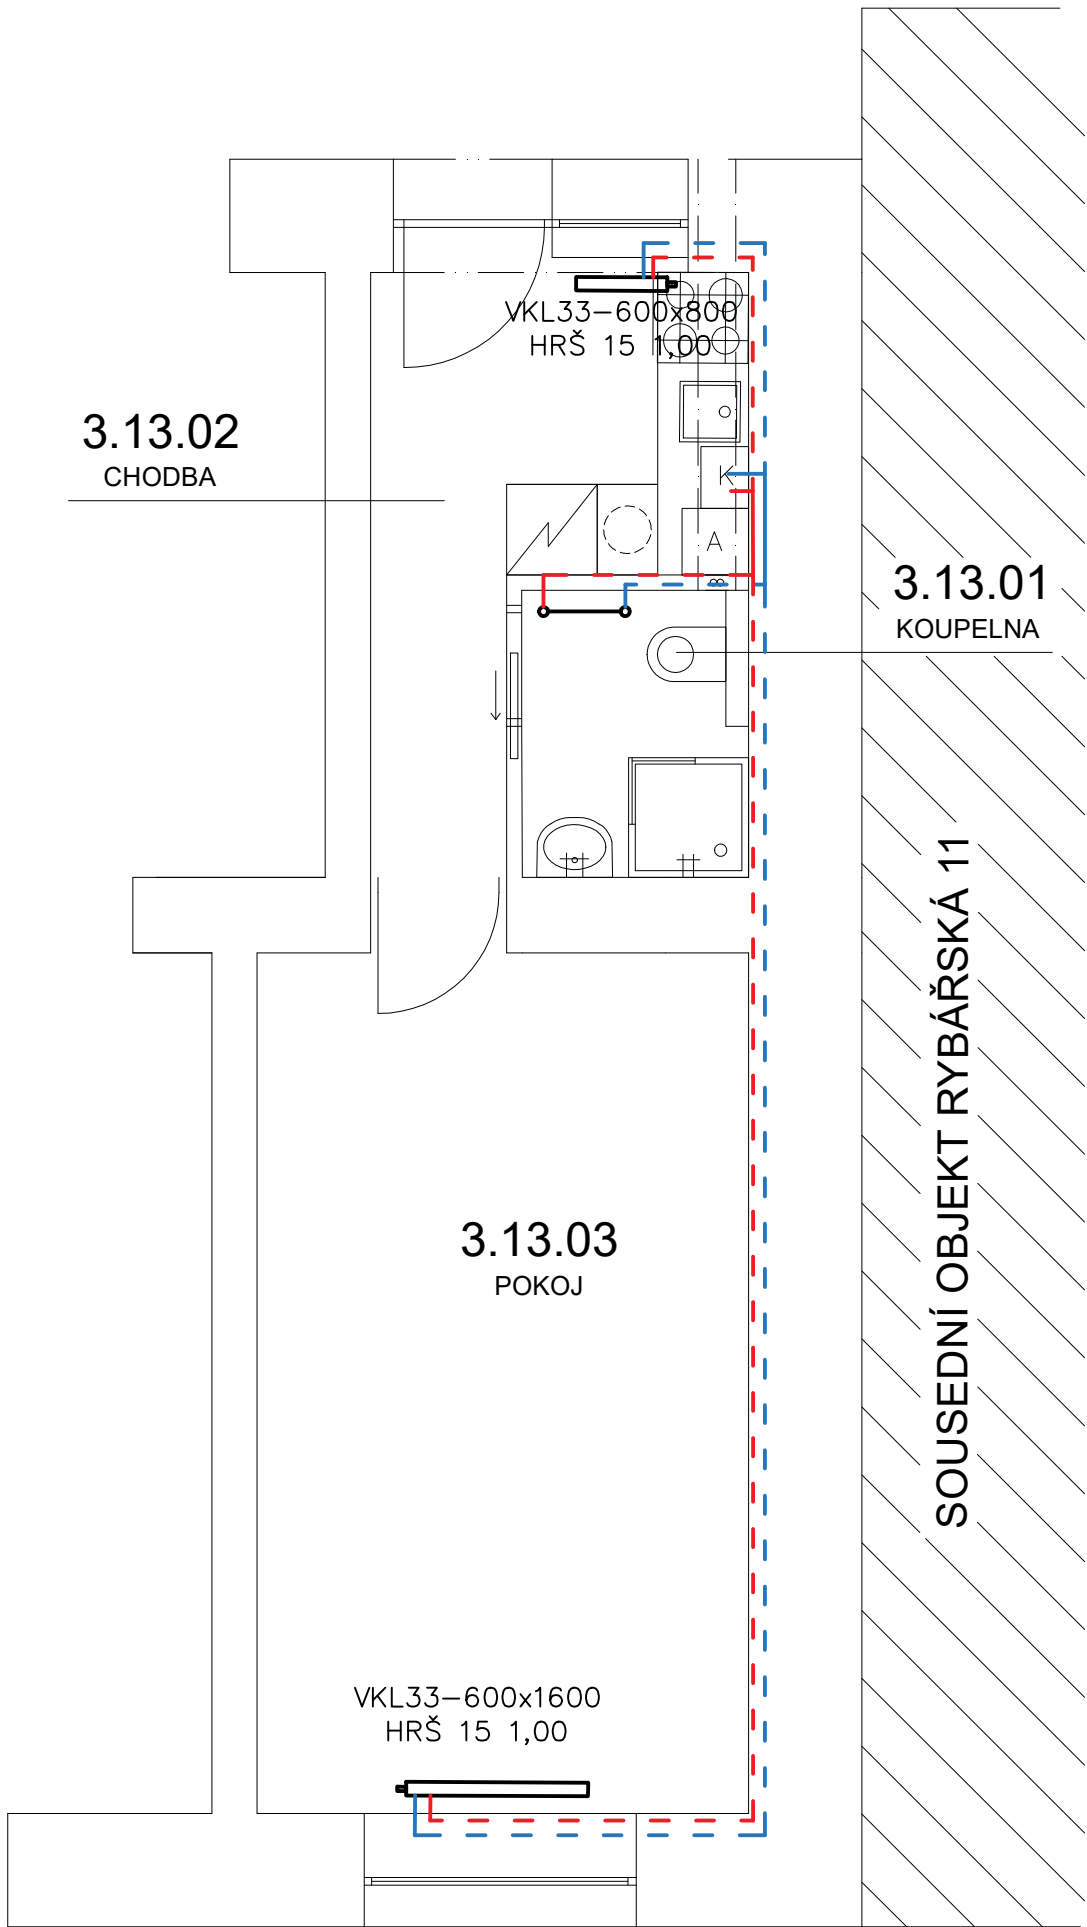 VKL33-600x800
HRŠ 15 1,00
3.13.02
CHODBA
K
A
3.13.01
KOUPELNA
SOUSEDNÍ OBJEKT RYBÁŘSKÁ 11
3.13.03
POKOJ
VKL33-600x1600
HRŠ 15 1,00